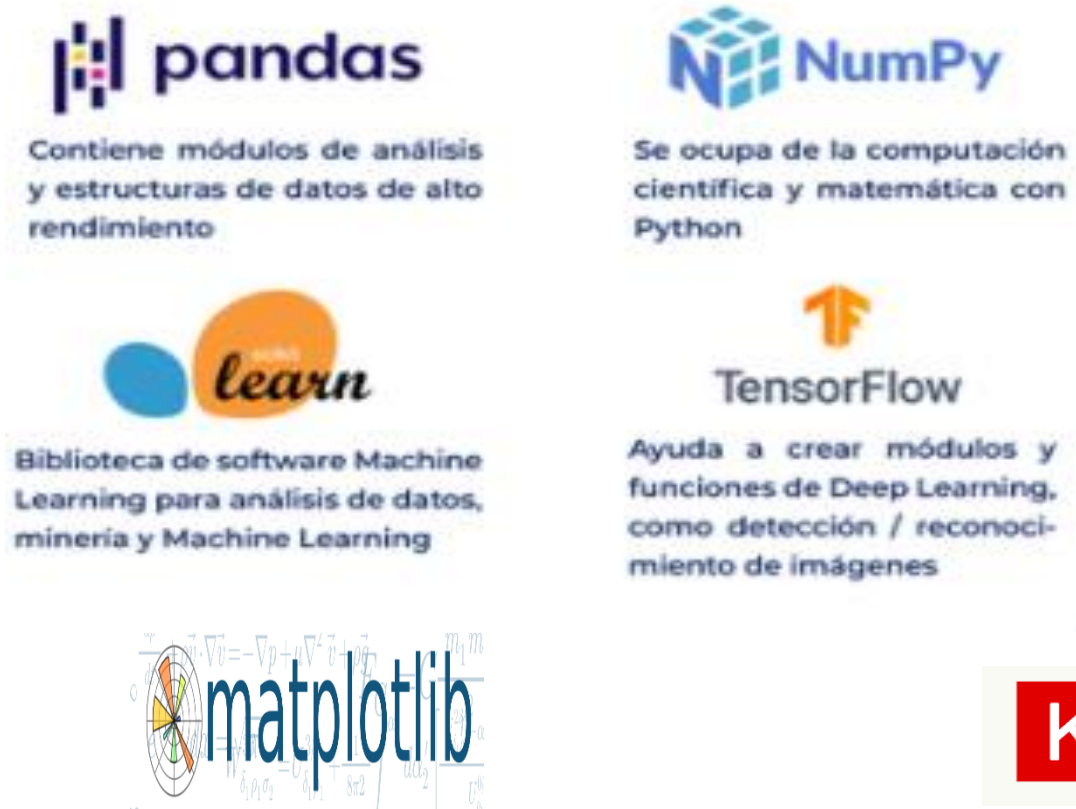 pandas
Contiene módulos de análisis
y estructuras de datos de alto
rendimiento
NumPy
Se ocupa de la computación
científica y matemática con
Python
learn
Biblioteca de software Machine
Learning para análisis de datos,
minería y Machine Learning
TensorFlow
Ayuda a crear módulos y
funciones de Deep Learning,
como detección / reconoci-
miento de imágenes
matplotlib
K